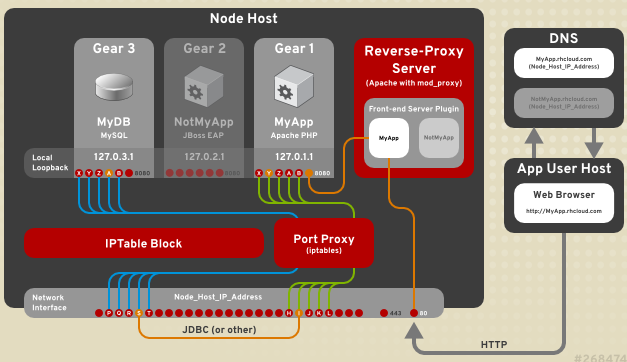 Node Host
Gear 3
Gear 2
Gear 1
MyDB
MySQL
NotMyApp
JBoss EAP
MyApp
Apache PHP
Local
Loopback
127.0.3.1
127.0.2.1
127.0.1.1
X Y Z A B 8080
8080
X Y Z A B
Reverse-Proxy
Server
(Apache with mod_proxy)
Front-end Server Plugin
MyApp
NotMyApp
DNS
MyApp.rhcloud.com
(Node_Host_IP_Address)
NotMyApp.rhcloud.com
(Node_Host_IP_Address)
App User Host
Web Browser
http://MyApp.rhcloud.com
IPTable Block
Port Proxy
(iptables)
Network
Interface
Node_Host_IP_Address
P Q R S T H I J K L 443 80
JDBC (or other)
HTTP
#268474